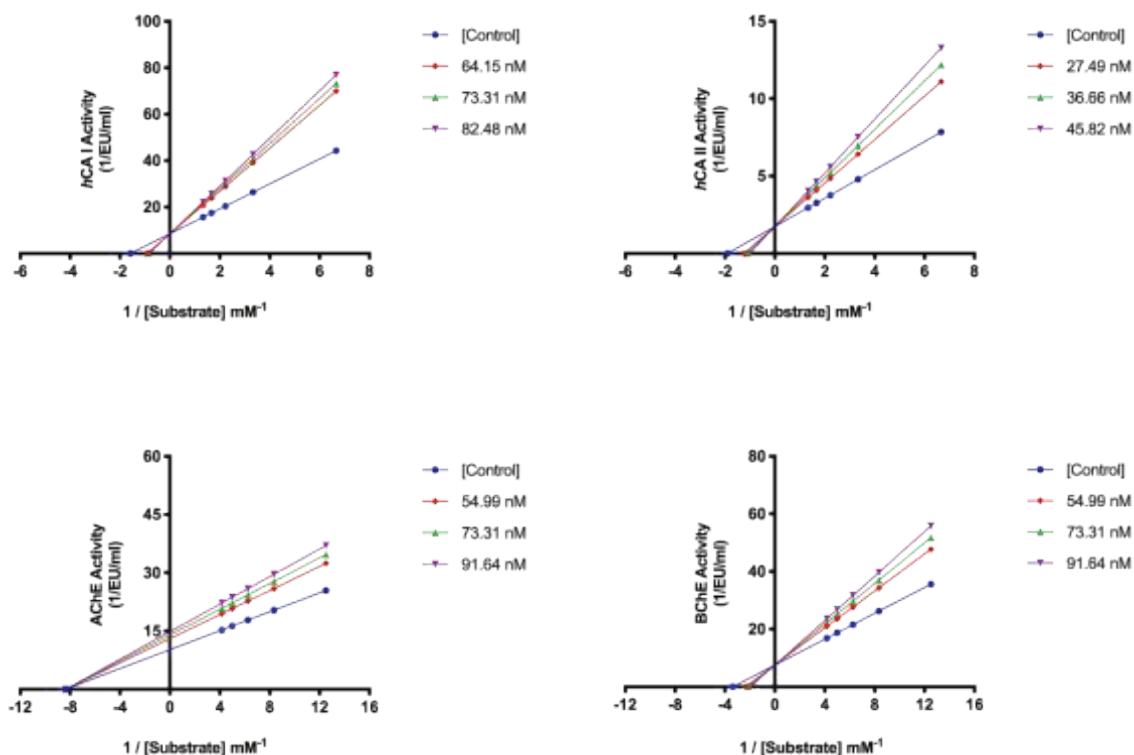 100
80
60
40
20
hCA I Activity
(1/EU/ml)
-6 -4 -2 0 2 4 6 8
1 / [Substrate] mM⁻¹
[Control]
64.15 nM
73.31 nM
82.48 nM
15
10
5
hCA II Activity
(1/EU/ml)
-6 -4 -2 0 2 4 6 8
1 / [Substrate] mM⁻¹
[Control]
27.49 nM
36.66 nM
45.82 nM
60
45
30
15
AChE Activity
(1/EU/ml)
-12 -8 -4 0 4 8 12 16
1 / [Substrate] mM⁻¹
[Control]
54.99 nM
73.31 nM
91.64 nM
80
60
40
20
BChE Activity
(1/EU/ml)
-12 -8 -4 0 4 8 12 16
1 / [Substrate] mM⁻¹
[Control]
54.99 nM
73.31 nM
91.64 nM